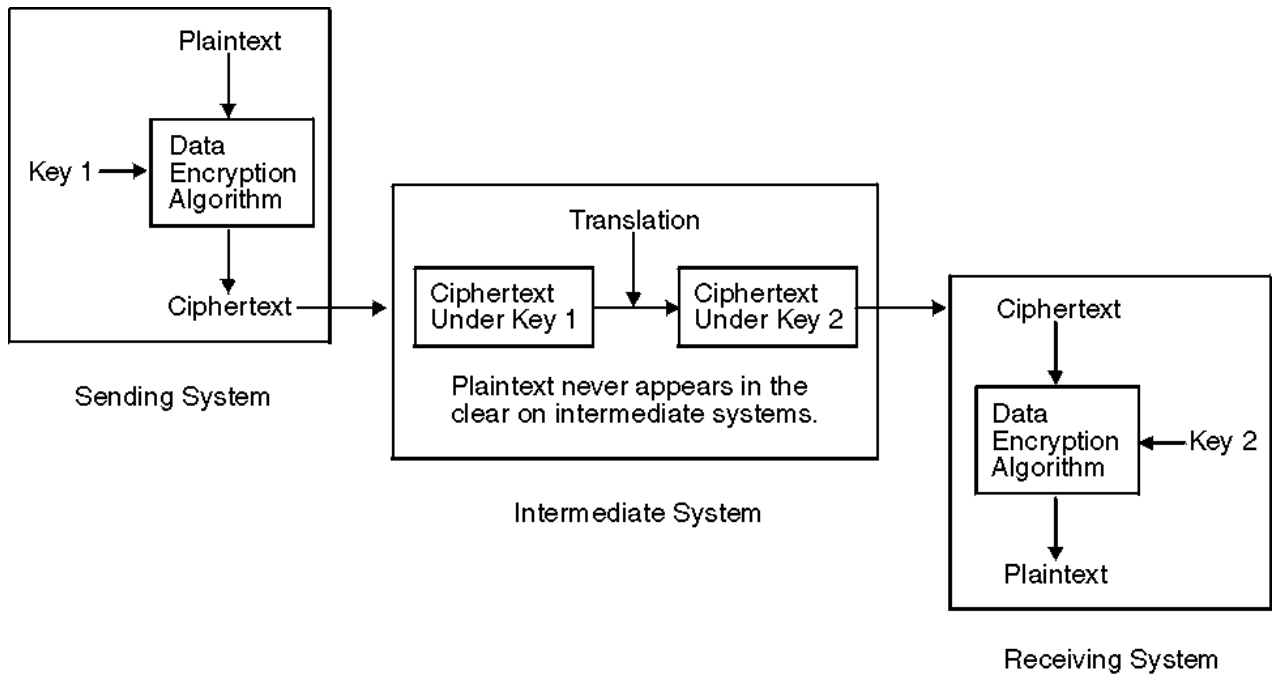 Plaintext
Key 1
Data
Encryption
Algorithm
Ciphertext
Sending System
Translation
Ciphertext
Under Key 1
Ciphertext
Under Key 2
Plaintext never appears in the
clear on intermediate systems.
Intermediate System
Ciphertext
Data
Encryption
Algorithm
Key 2
Plaintext
Receiving System